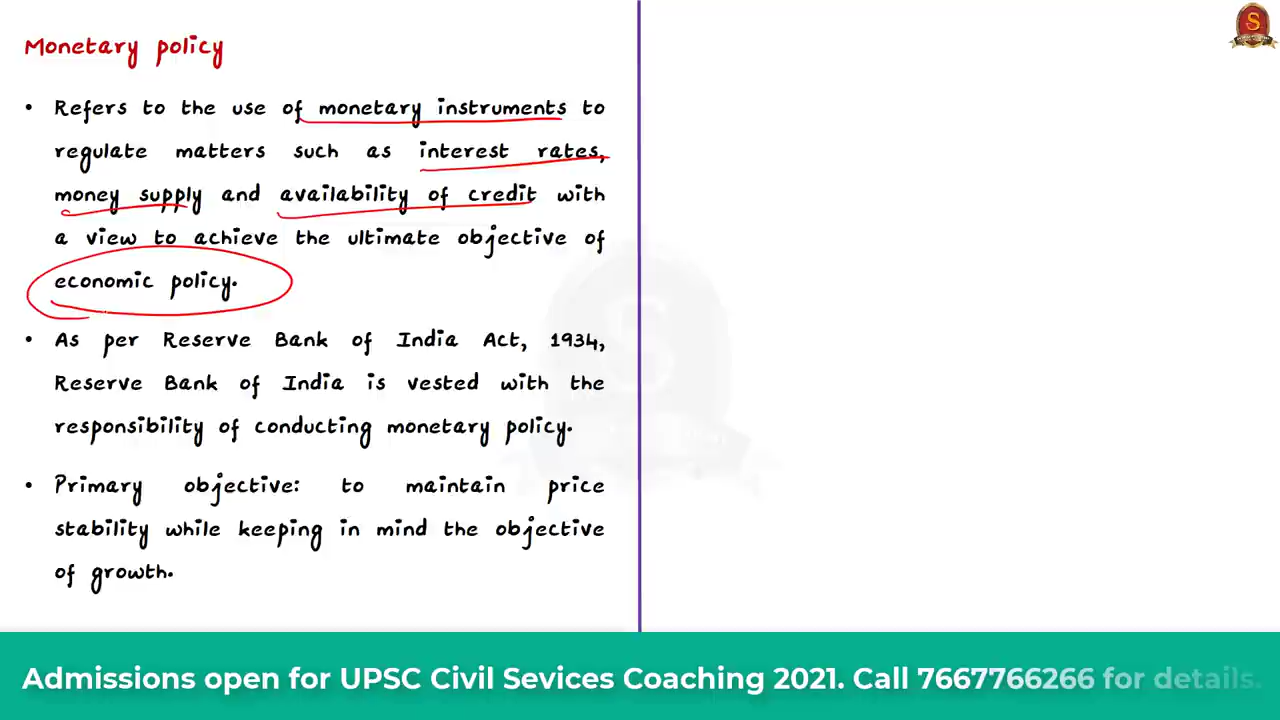 Monetary policy
• Refers to the use of monetary instruments to
regulate matters such as interest rates,
money supply and availability of credit with
a view to achieve the ultimate objective of
economic policy.
• As per Reserve Bank of India Act, 1934,
Reserve Bank of India is vested with the
responsibility of conducting monetary policy.
• Primary objective: to maintain price
stability while keeping in mind the objective
of growth.
S
Admissions open for UPSC Civil Sevices Coaching 2021. Call 7667766266 for details.